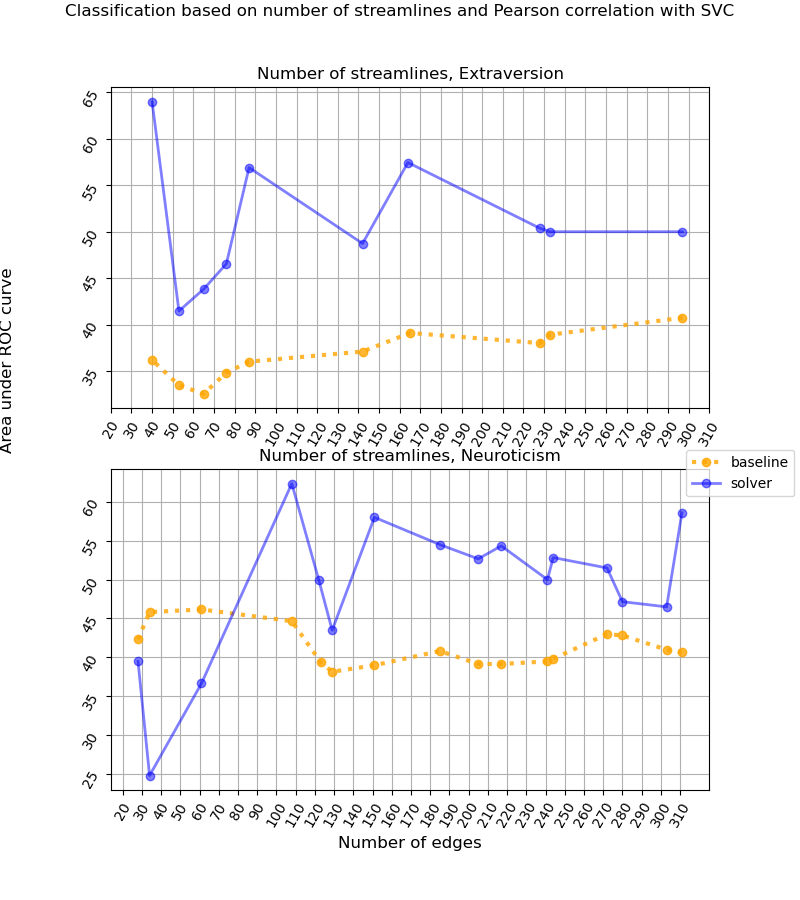 Classification based on number of streamlines and Pearson correlation with SVC
Area under ROC curve
Number of streamlines, Extraversion
65
60
55
50
45
40
35
20 30 40 50 60 70 80 90 100 110 120 130 140 150 160 170 180 190 200 210 220 230 240 250 260 270 280 290 300 310
Number of streamlines, Neuroticism
baseline
solver
60
55
50
45
40
35
30
25
20 30 40 50 60 70 80 90 100 110 120 130 140 150 160 170 180 190 200 210 220 230 240 250 260 270 280 290 300 310
Number of edges